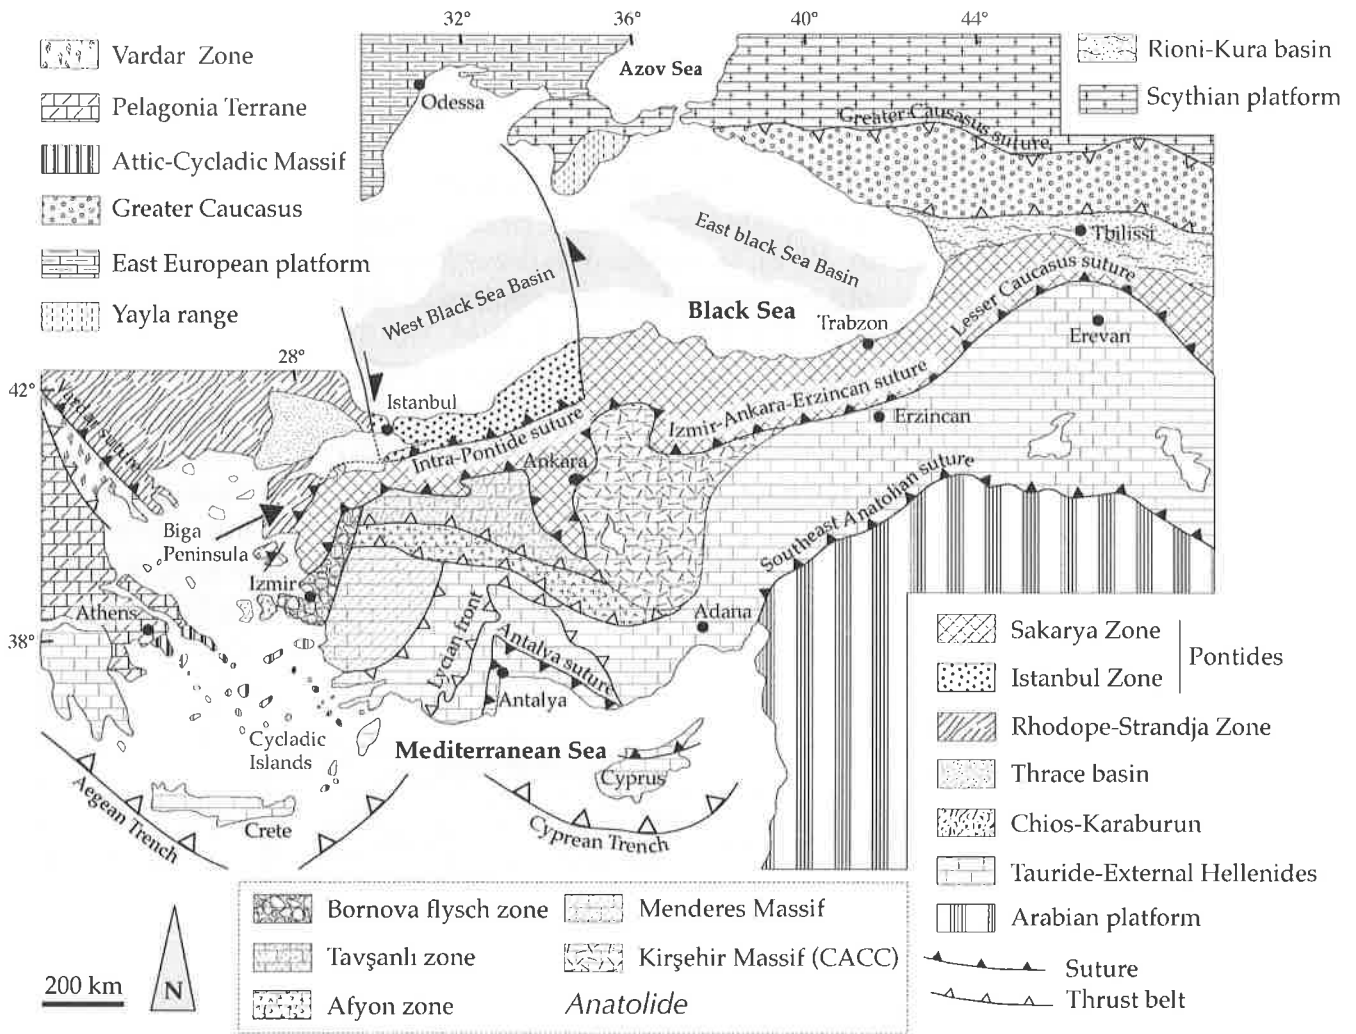 32°
36°
40°
44°
Vardar Zone
Pelagonia Terrane
Attic-Cycladic Massif
Greater Caucasus
East European platform
Yayla range
Rioni-Kura basin
Scythian platform
Azov Sea
Odessa
Greater Causasus suture
Tbilissi
East black Sea Basin
West Black Sea Basin
Black Sea
Trabzon
Lesser Caucasus suture
Erevan
28°
42°
Istanbul
Vardar suture
Intra-Pontide suture
Izmir-Ankara-Erzincan suture
Erzincan
Ankara
Southeast Anatolian suture
Biga
Peninsula
Izmir
Athens
38°
Adana
Lycian front
Antalya suture
Antalya
Cycladic
Islands
Mediterranean Sea
Cyprus
Aegean Trench
Crete
Cyprean Trench
Sakarya Zone
Istanbul Zone
Pontides
Rhodope-Strandja Zone
Thrace basin
Chios-Karaburun
Tauride-External Hellenides
Arabian platform
Suture
Thrust belt
Bornova flysch zone
Tavşanlı zone
Afyon zone
Menderes Massif
Kirşehir Massif (CACC)
Anatolide
200 km
N